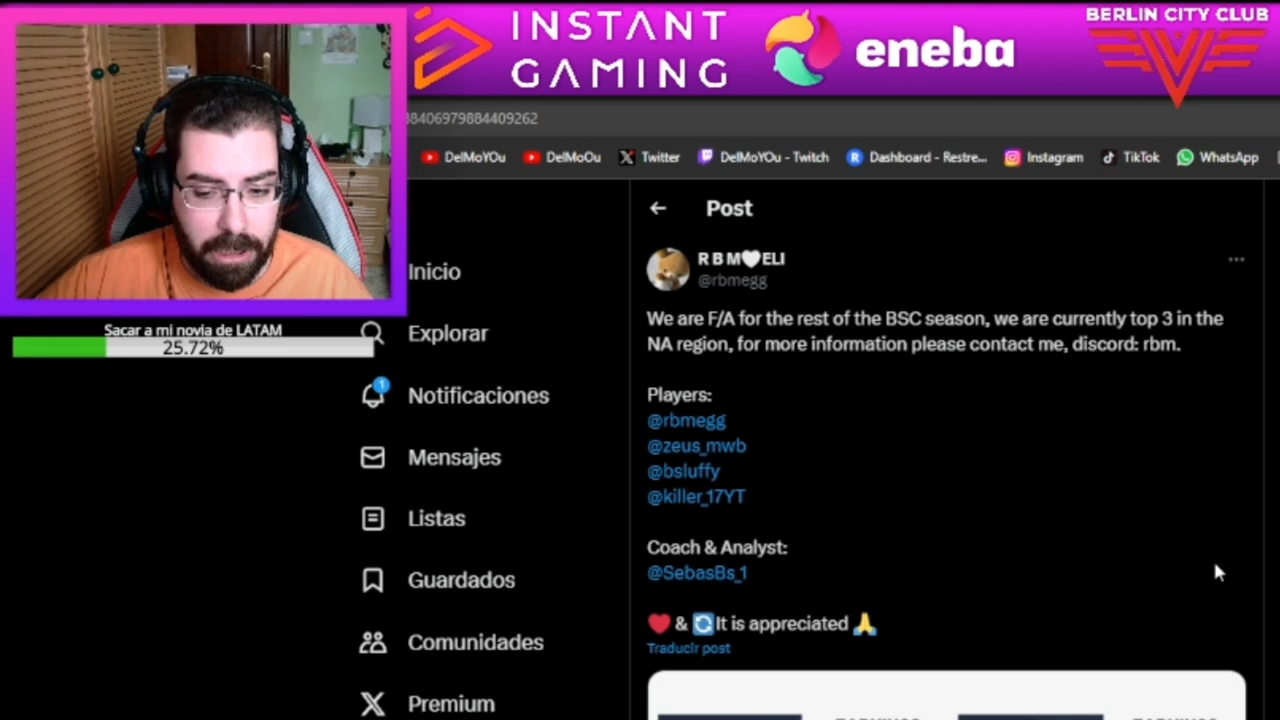 INSTANT GAMING
eneba
BERLIN CITY CLUB
8406979884409262
DelMoYOu
DelMoOu
Twitter
DelMoYOu - Twitch
Dashboard - Restre...
Instagram
TikTok
WhatsApp
Sacar a mi novia de LATAM
25.72%
Inicio
Explorar
1
Notificaciones
Mensajes
Listas
Guardados
Comunidades
Premium
Post
R B M🤍ELI
@rbmegg
We are F/A for the rest of the BSC season, we are currently top 3 in the
NA region, for more information please contact me, discord: rbm.
Players:
@rbmegg
@zeus_mwb
@bsluffy
@killer_17YT
Coach & Analyst:
@SebasBs_1
❤️ & 🔄It is appreciated 🙏
Traducir post